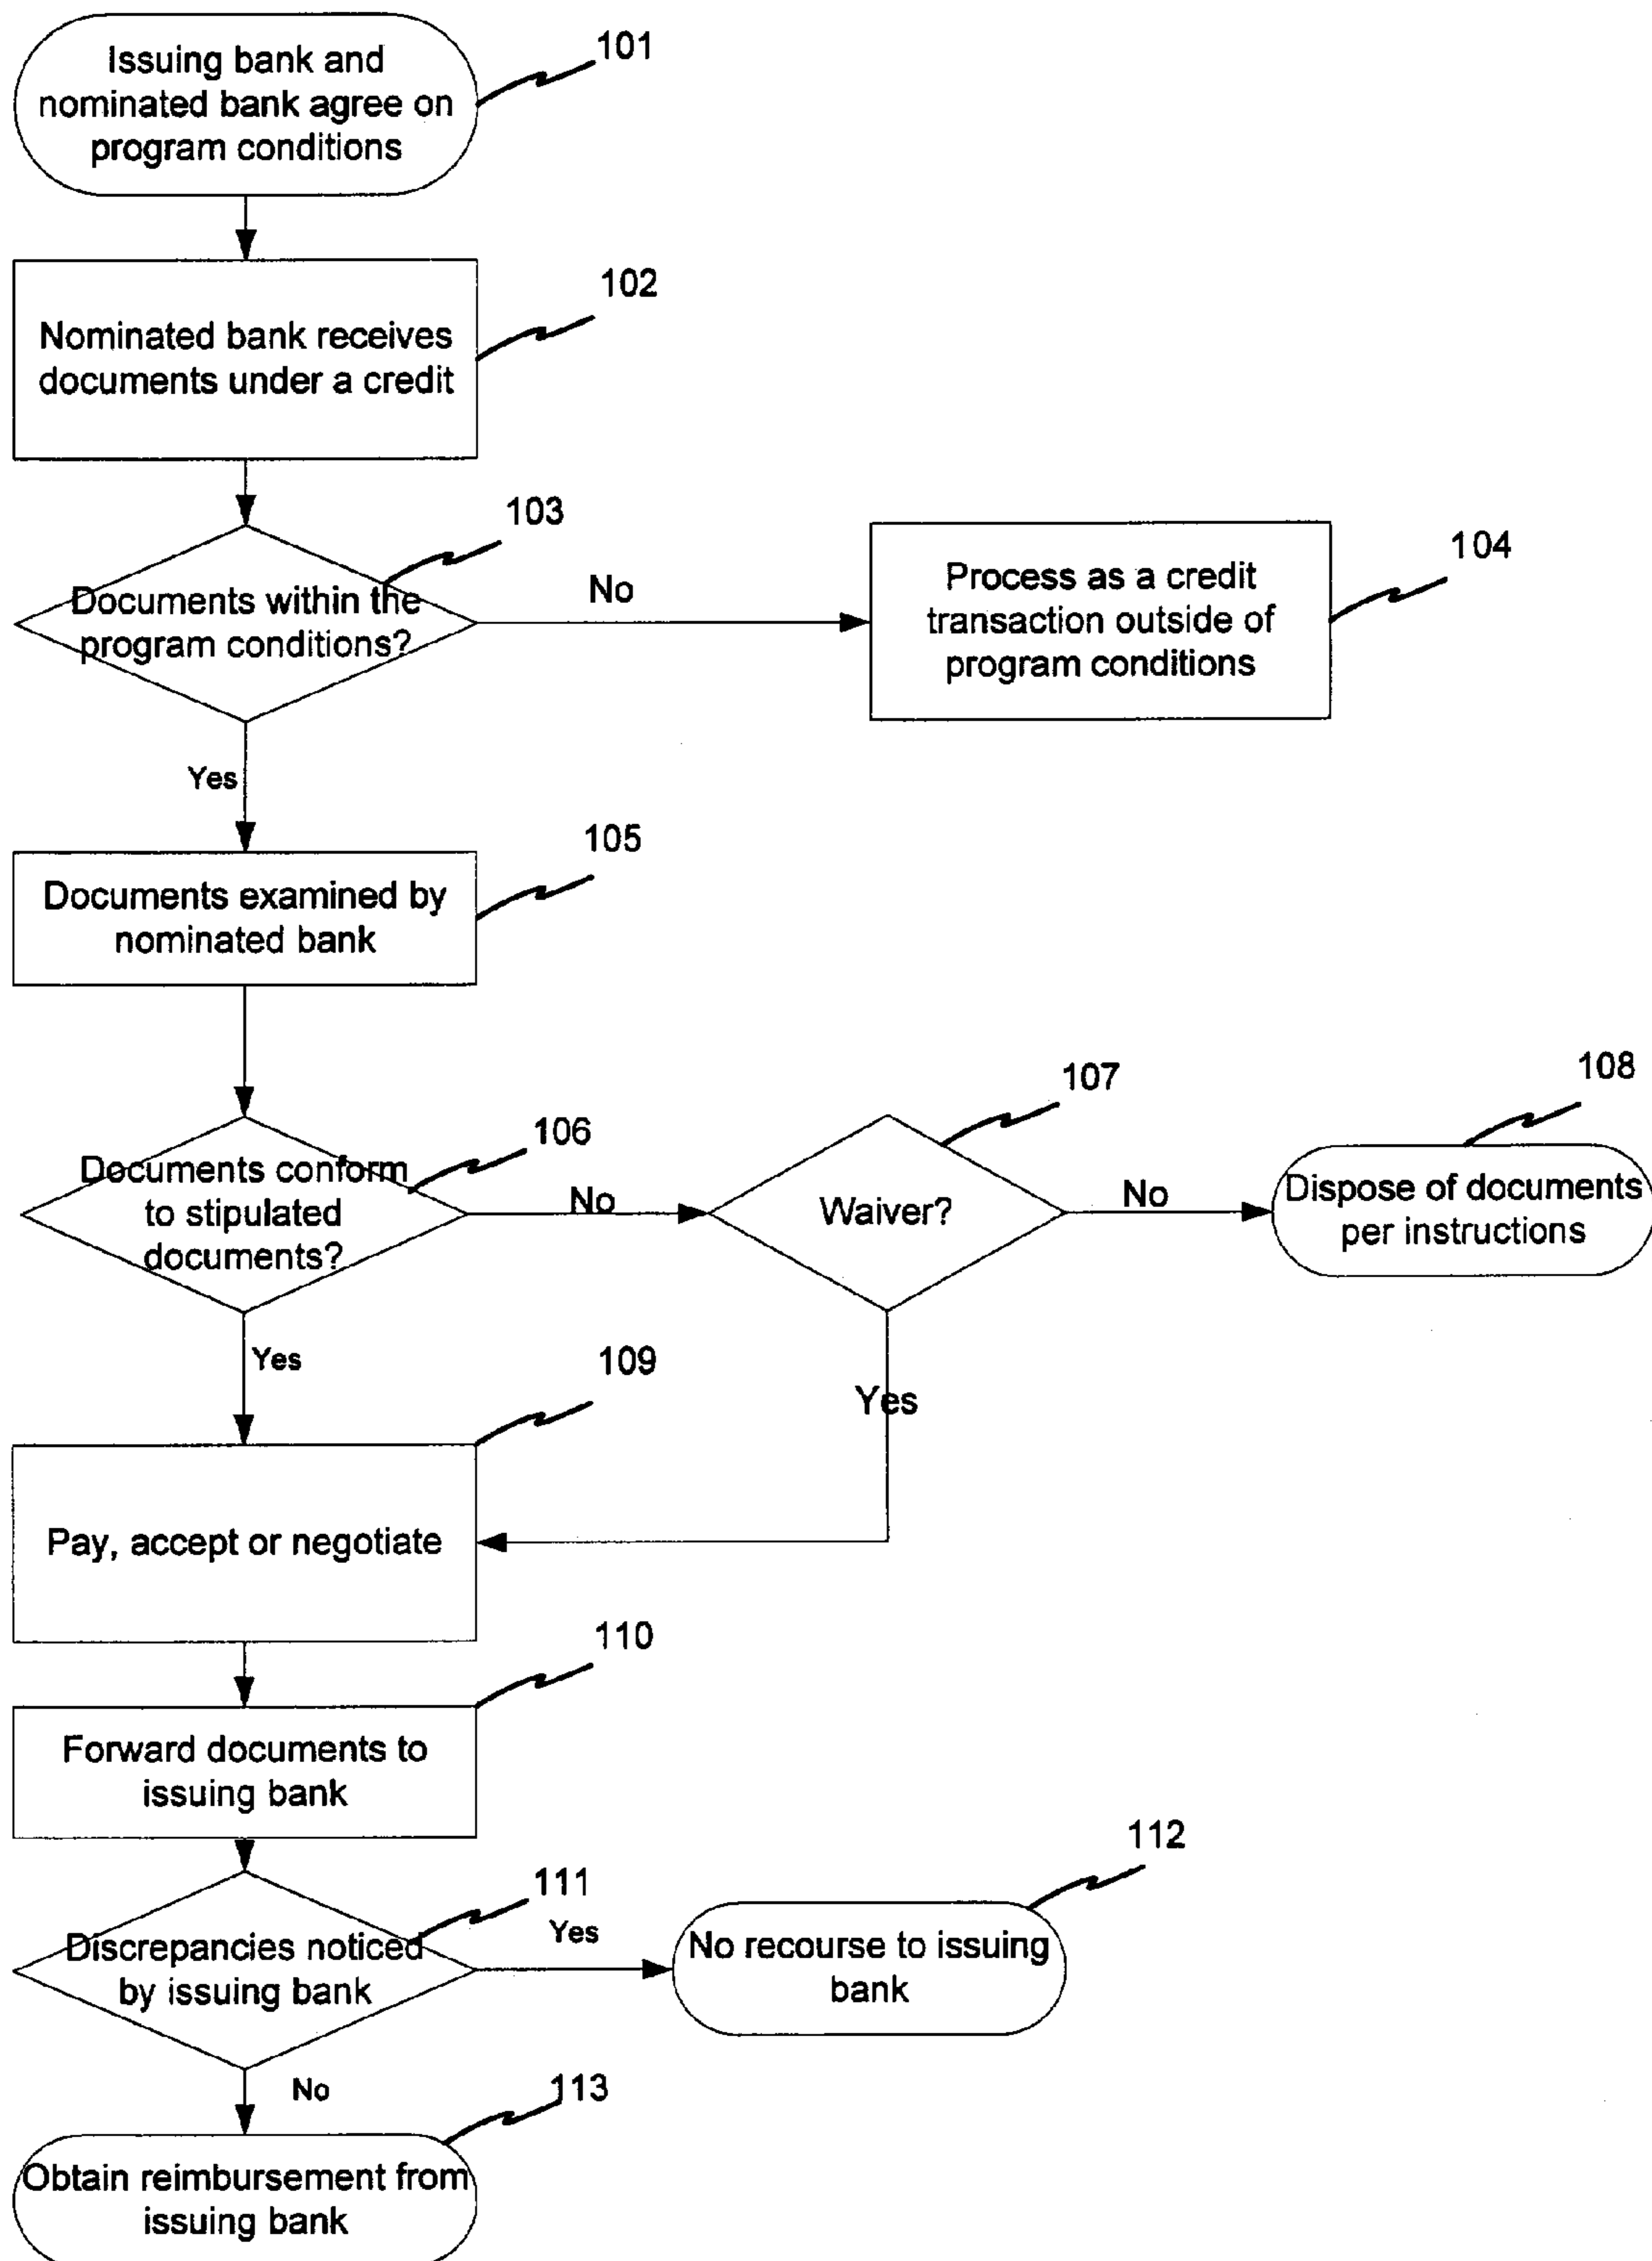 Issuing bank and
nominated bank agree on
program conditions
101
Nominated bank receives
documents under a credit
102
Documents within the
program conditions?
103
No
Process as a credit
transaction outside of
program conditions
104
Yes
Documents examined by
nominated bank
105
Documents conform
to stipulated
documents?
106
No
Waiver?
107
No
Dispose of documents
per instructions
108
Yes
Yes
Pay, accept or negotiate
109
Forward documents to
issuing bank
110
Discrepancies noticed
by issuing bank
111
Yes
No recourse to issuing
bank
112
No
Obtain reimbursement from
issuing bank
113